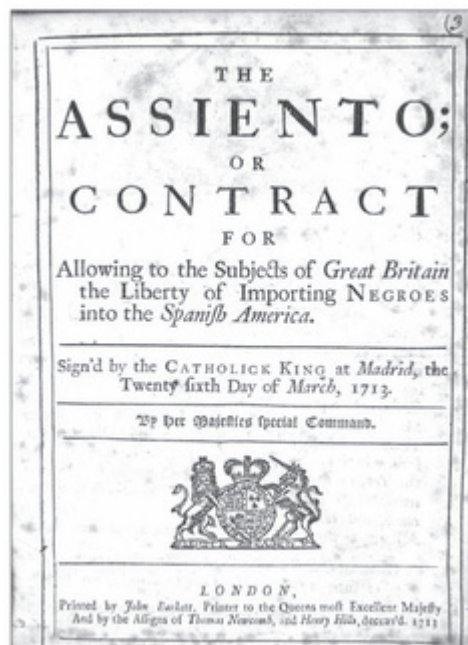 (3
THE
ASSIENTO;
OR
CONTRACT
FOR
Allowing to the Subjects of Great Britain
the Liberty of Importing NEGROES
into the Spaniſh America.
Sign'd by the CATHOLICK KING at Madrid, the
Twenty ſixth Day of March, 1713.
By Her Majeſties ſpecial Command.
LONDON,
Printed by John Baskett, Printer to the Queens moſt Excellent Majeſty
And by the Aſſigns of Thomas Newcomb, and Henry Hills, deceas'd. 1713